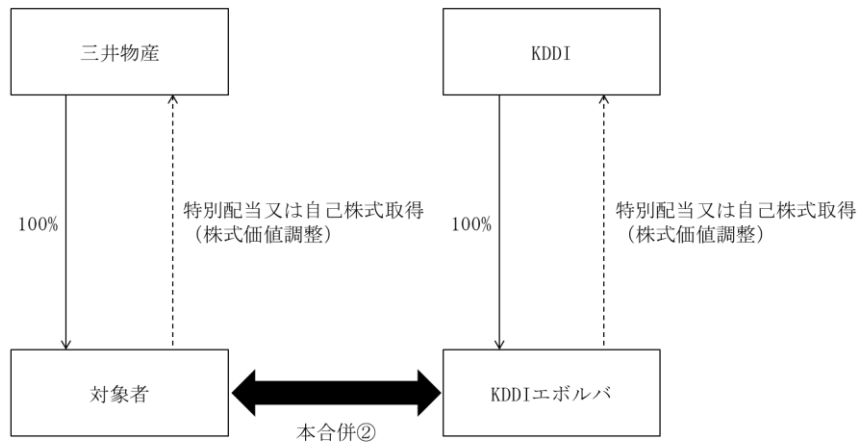 三井物産
KDDI
100%
特別配当又は自己株式取得
（株式価値調整）
100%
特別配当又は自己株式取得
（株式価値調整）
対象者
KDDIエボルバ
本合併②